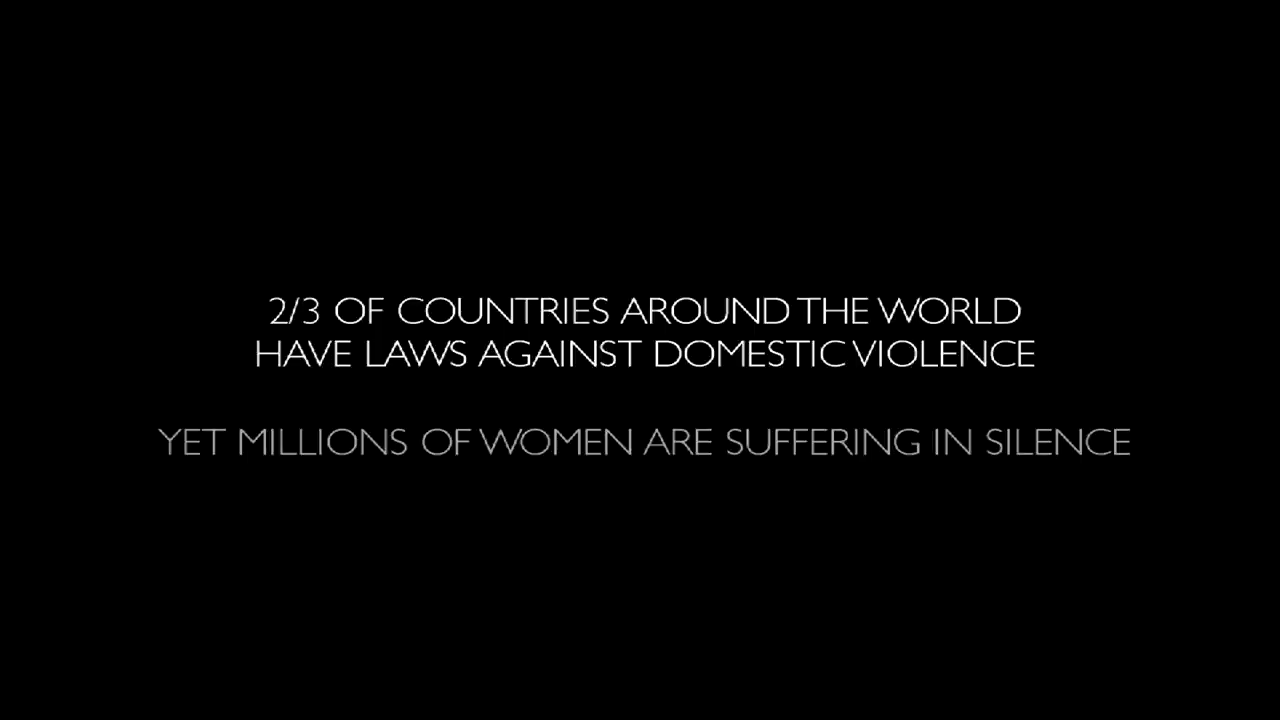 2/3 OF COUNTRIES AROUND THE WORLD
HAVE LAWS AGAINST DOMESTIC VIOLENCE
YET MILLIONS OF WOMEN ARE SUFFERING IN SILENCE